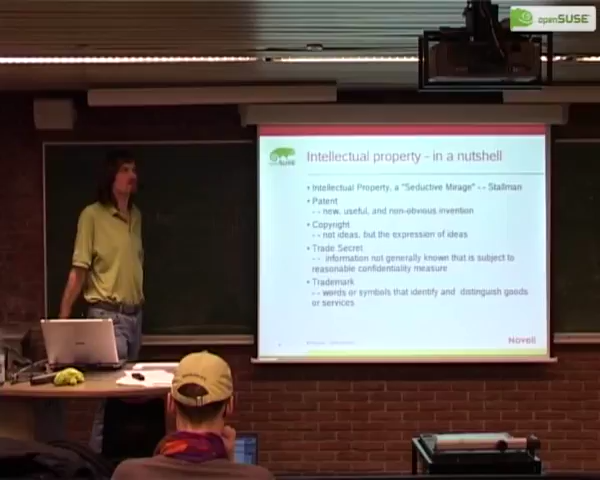 openSUSE
Intellectual property – in a nutshell
• Intellectual Property, a "Seductive Mirage" - - Stallman
• Patent
- - new, useful, and non-obvious invention
• Copyright
- - not ideas, but the expression of ideas
• Trade Secret
- - information not generally known that is subject to
reasonable confidentiality measure
• Trademark
- - words or symbols that identify and distinguish goods
or services
Novell